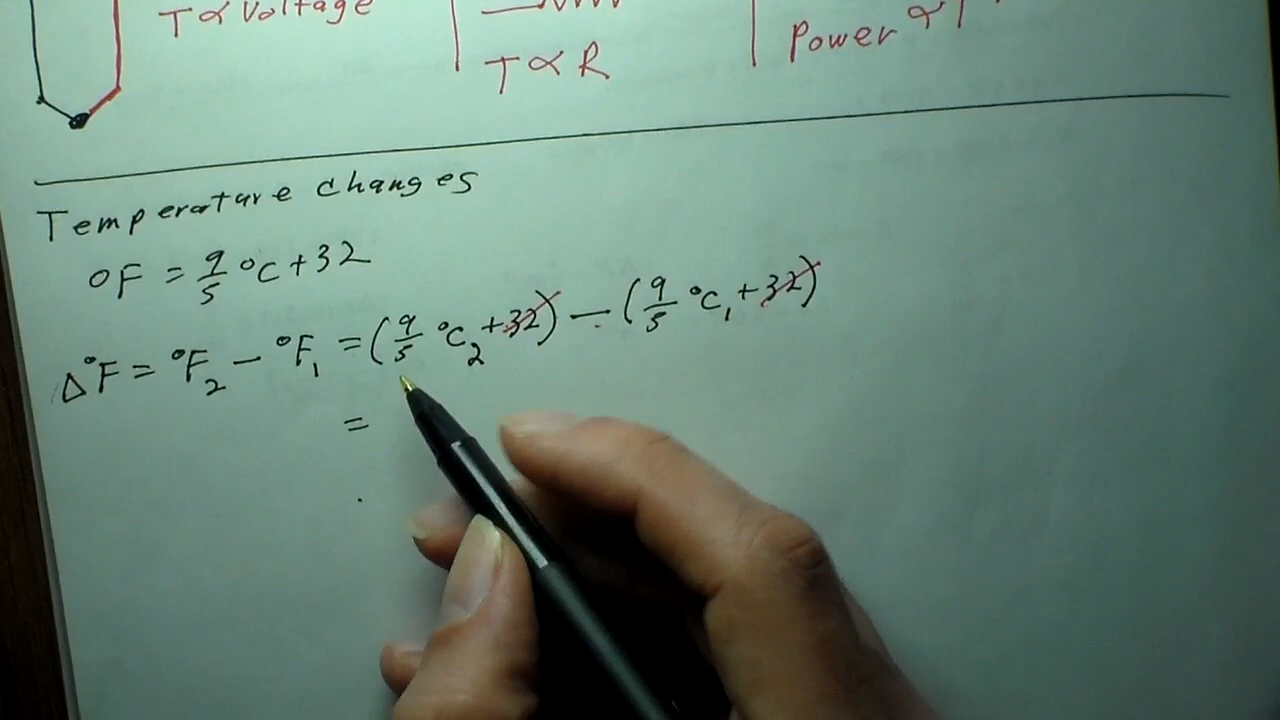 T∝Voltage
T∝R
Power ∝T
Temperature changes
°F = 9/5 °C + 32
Δ°F = °F₂ - °F₁ = (9/5 °C₂ + 32) - (9/5 °C₁ + 32)
=